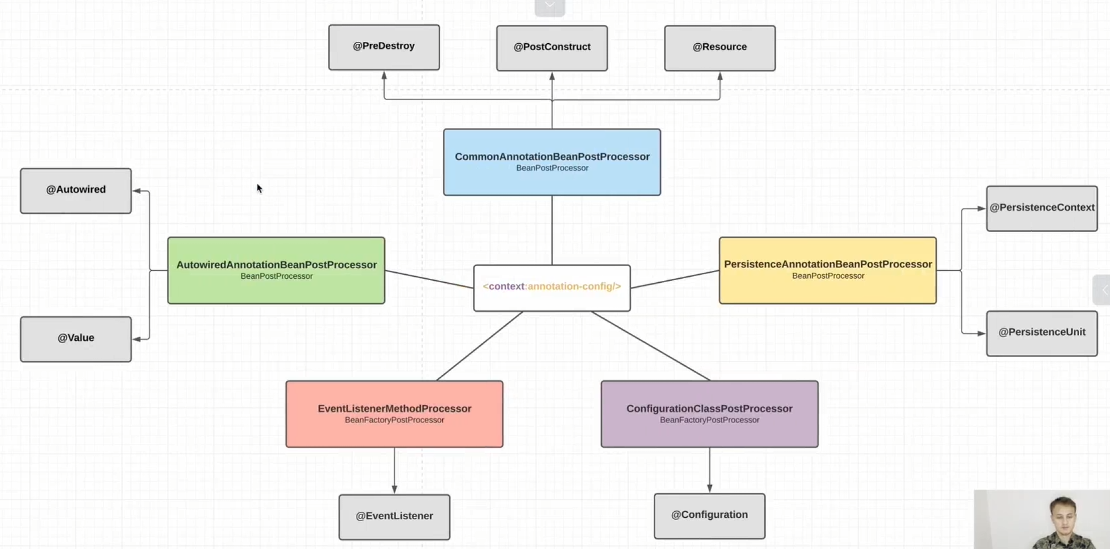 @PreDestroy
@PostConstruct
@Resource
CommonAnnotationBeanPostProcessor
BeanPostProcessor
@Autowired
@PersistenceContext
AutowiredAnnotationBeanPostProcessor
BeanPostProcessor
PersistenceAnnotationBeanPostProcessor
BeanPostProcessor
<context:annotation-config/>
@Value
@PersistenceUnit
EventListenerMethodProcessor
BeanFactoryPostProcessor
ConfigurationClassPostProcessor
BeanFactoryPostProcessor
@EventListener
@Configuration